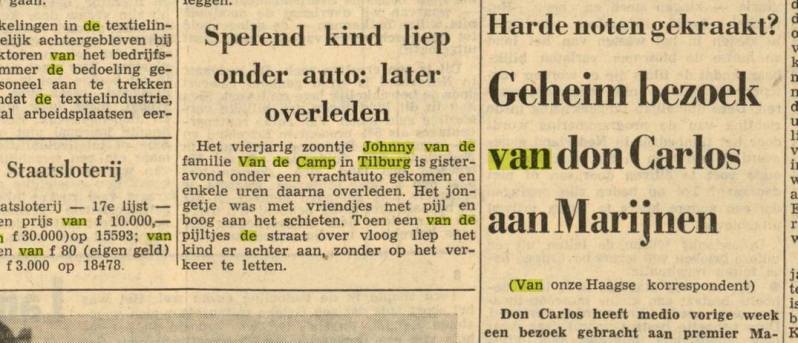 gaan.
kelingen in de textielin-
elijk achtergebleven bij
ktoren van het bedrijfs-
mmer de bedoeling ge-
soneel aan te trekken
ndat de textielindustrie,
al arbeidsplaatsen eer-
Staatsloterij
atsloterij — 17e lijst —
en prijs van f 10.000,—
f 30.000)op 15593; van
en van f 80 (eigen geld)
f 3.000 op 18478.
leggen.
Spelend kind liep
onder auto: later
overleden
Het vierjarig zoontje Johnny van de
familie Van de Camp in Tilburg is gister-
avond onder een vrachtauto gekomen en
enkele uren daarna overleden. Het jon-
getje was met vriendjes met pijl en
boog aan het schieten. Toen een van de
pijltjes de straat over vloog liep het
kind er achter aan, zonder op het ver-
keer te letten.
Harde noten gekraakt?
Geheim bezoek
van don Carlos
aan Marijnen
(Van onze Haagse korrespondent)
Don Carlos heeft medio vorige week
een bezoek gebracht aan premier Ma-